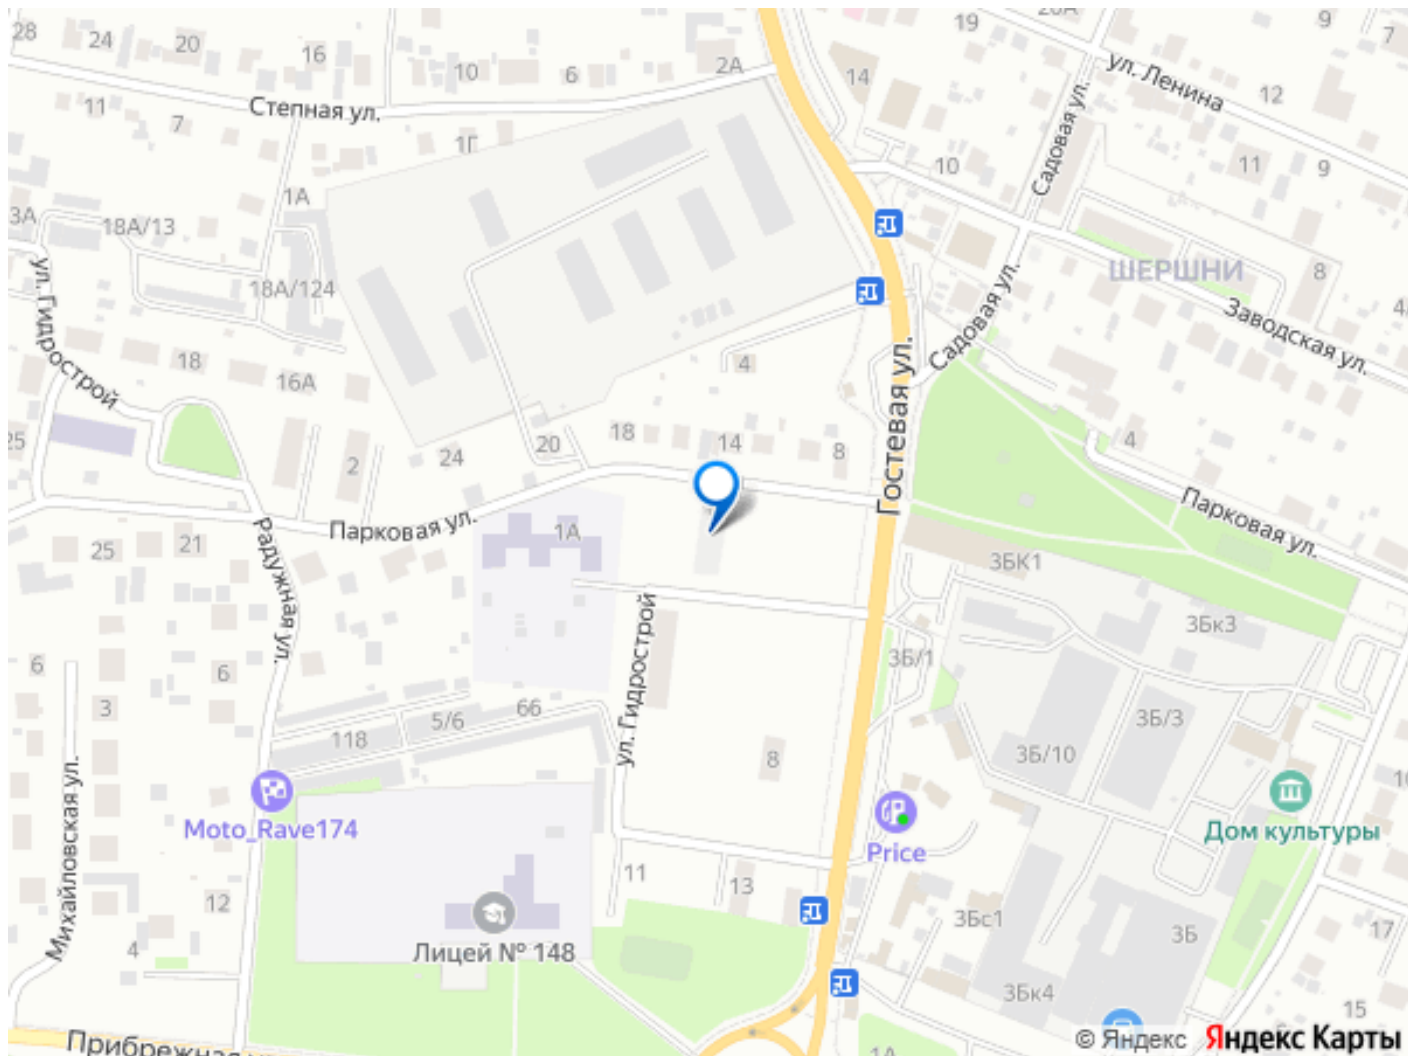 28
24
20
16
10
6
2А
14
19
20А
9
7
ул. Ленина
12
Степная ул.
11
7
1Г
10
Садовая ул.
11
9
1А
3А
18А/13
ШЕРШНИ
8
18А/124
ул. Гидрострой
Садовая ул.
Заводская ул.
18
16А
4
Гостевая ул.
25
2
24
20
18
14
8
4
Парковая ул.
Парковая ул.
1А
25
21
Радужная ул.
3БК1
3Бк3
6
6
ул. Гидрострой
3Б/1
3
118
5/6
66
8
3Б/10
3Б/3
Moto_Rave174
Price
Дом культуры
Михайловская ул.
12
4
11
13
Лицей № 148
3Бс1
3Б
17
3Бк4
15
1А
Прибрежная
© Яндекс
Яндекс Карты